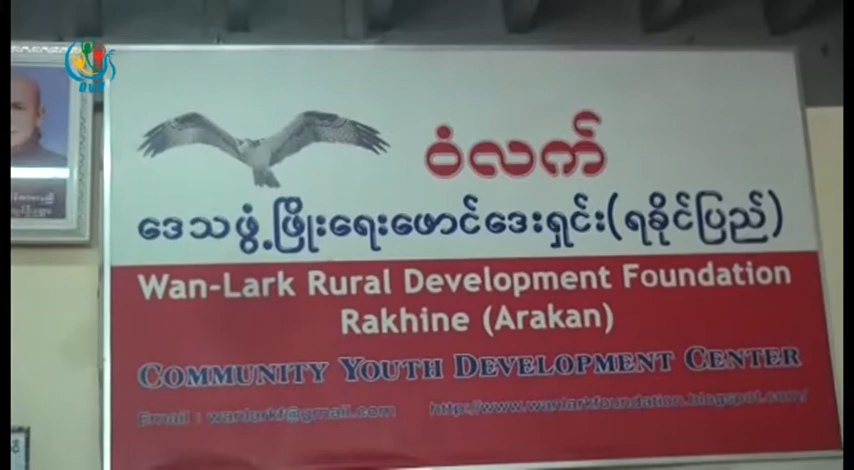 DVB
ဝံလက်
ဒေသဖွံ့ဖြိုးရေးဖောင်ဒေးရှင်း(ရခိုင်ပြည်)
Wan-Lark Rural Development Foundation
Rakhine (Arakan)
COMMUNITY YOUTH DEVELOPMENT CENTER
Email : wanlarkf@gmail.com http://www.wanlarkfoundation.blogspot.com/